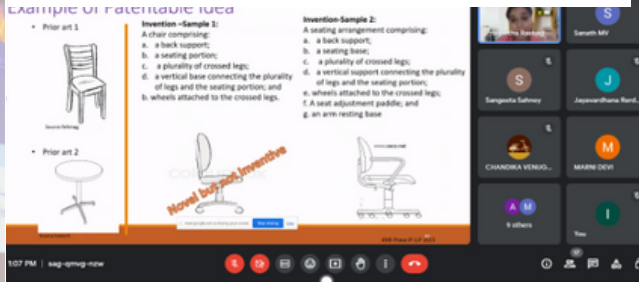 Example of Patentable Idea
• Prior art 1
• Prior art 2
Invention –Sample 1:
A chair comprising:
a. a back support;
b. a seating portion;
c. a plurality of crossed legs;
d. a vertical base connecting the plurality
of legs and the seating portion; and
b. wheels attached to the crossed legs.
Novel but not inventive
Invention-Sample 2:
A seating arrangement comprising:
a. a back support;
b. a seating base;
c. a plurality of crossed legs;
d. a vertical support connecting the plurality
of legs and the seating portion;
e. wheels attached to the crossed legs;
f. A seat adjustment paddle; and
g. an arm resting base
S
Sanath MV
S
Sangeeta Sahney
J
Jayavardhana
CHANDIKA VENUG...
M
MARNI DEVI
A M
9 others
I
You
Stop sharing
1:07 PM | sag-qmvg-nzw
17